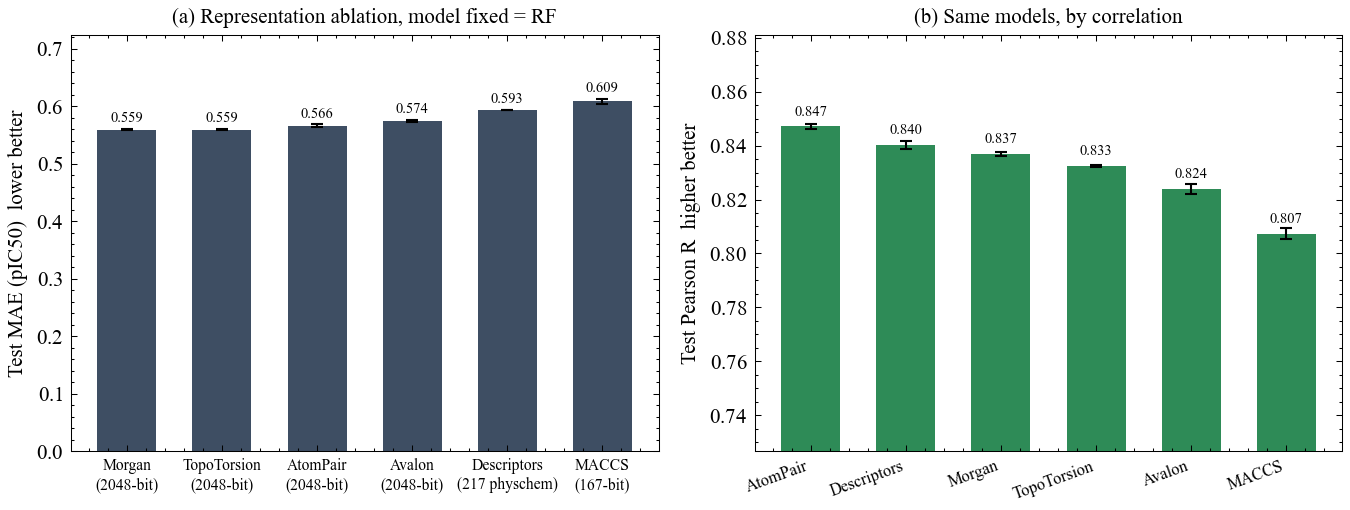 (a) Representation ablation, model fixed = RF
Test MAE (pIC50)  lower better
0.7
0.6
0.5
0.4
0.3
0.2
0.1
0.0
0.559
0.559
0.566
0.574
0.593
0.609
Morgan
(2048-bit)
TopoTorsion
(2048-bit)
AtomPair
(2048-bit)
Avalon
(2048-bit)
Descriptors
(217 physchem)
MACCS
(167-bit)
(b) Same models, by correlation
Test Pearson R  higher better
0.88
0.86
0.84
0.82
0.80
0.78
0.76
0.74
0.847
0.840
0.837
0.833
0.824
0.807
AtomPair
Descriptors
Morgan
TopoTorsion
Avalon
MACCS